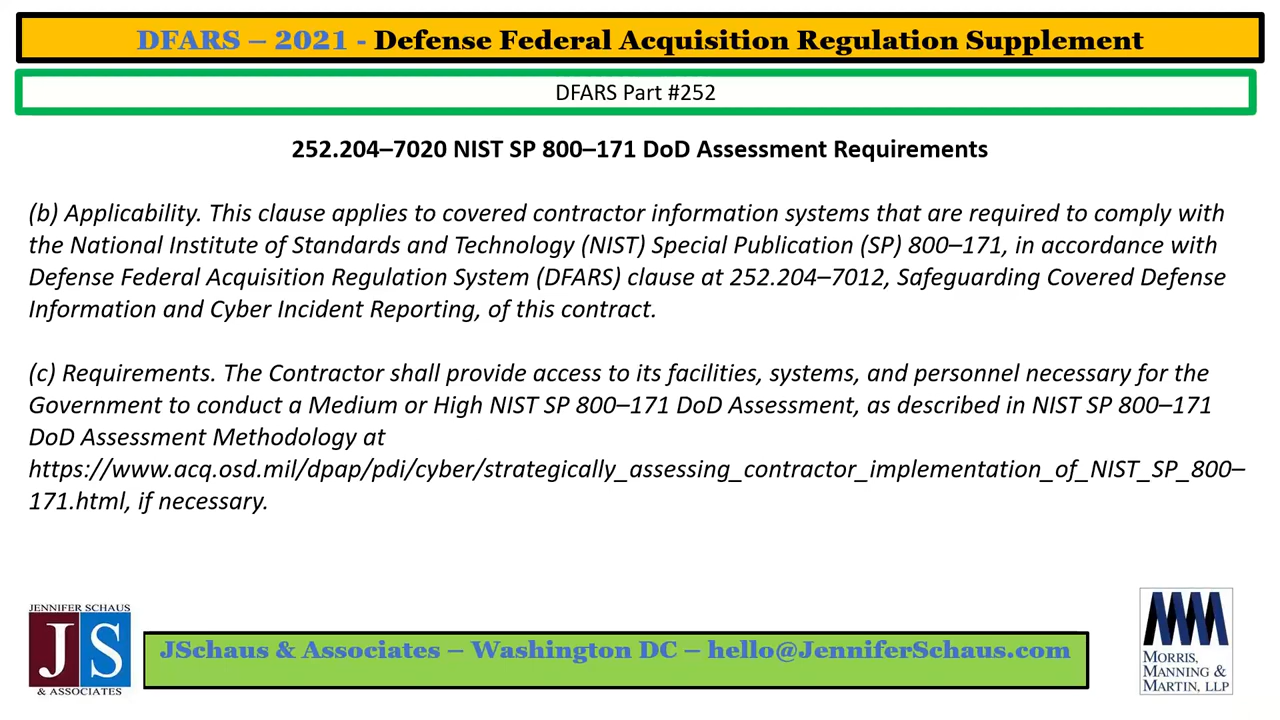 DFARS – 2021 - Defense Federal Acquisition Regulation Supplement
DFARS Part #252
252.204–7020 NIST SP 800–171 DoD Assessment Requirements
(b) Applicability. This clause applies to covered contractor information systems that are required to comply with
the National Institute of Standards and Technology (NIST) Special Publication (SP) 800–171, in accordance with
Defense Federal Acquisition Regulation System (DFARS) clause at 252.204–7012, Safeguarding Covered Defense
Information and Cyber Incident Reporting, of this contract.
(c) Requirements. The Contractor shall provide access to its facilities, systems, and personnel necessary for the
Government to conduct a Medium or High NIST SP 800–171 DoD Assessment, as described in NIST SP 800–171
DoD Assessment Methodology at
https://www.acq.osd.mil/dpap/pdi/cyber/strategically_assessing_contractor_implementation_of_NIST_SP_800–
171.html, if necessary.
JENNIFER SCHAUS
JS
& ASSOCIATES
JSchaus & Associates – Washington DC – hello@JenniferSchaus.com
MORRIS,
MANNING &
MARTIN, LLP